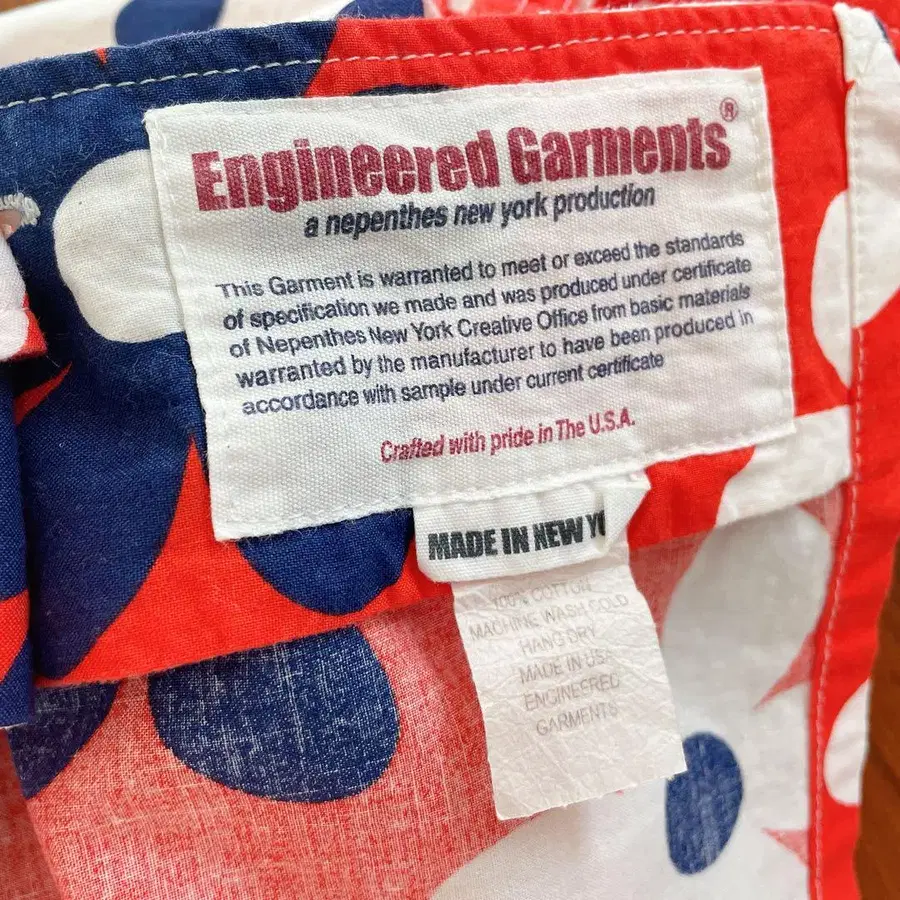 Engineered Garments®
a nepenthes new york production
This Garment is warranted to meet or exceed the standards
of specification we made and was produced under certificate
of Nepenthes New York Creative Office from basic materials
warranted by the manufacturer to have been produced in
accordance with sample under current certificate
Crafted with pride in The U.S.A.
MADE IN NEW YO
100% COTTON
MACHINE WASH COLD
HANG DRY
MADE IN USA
ENGINEERED
GARMENTS